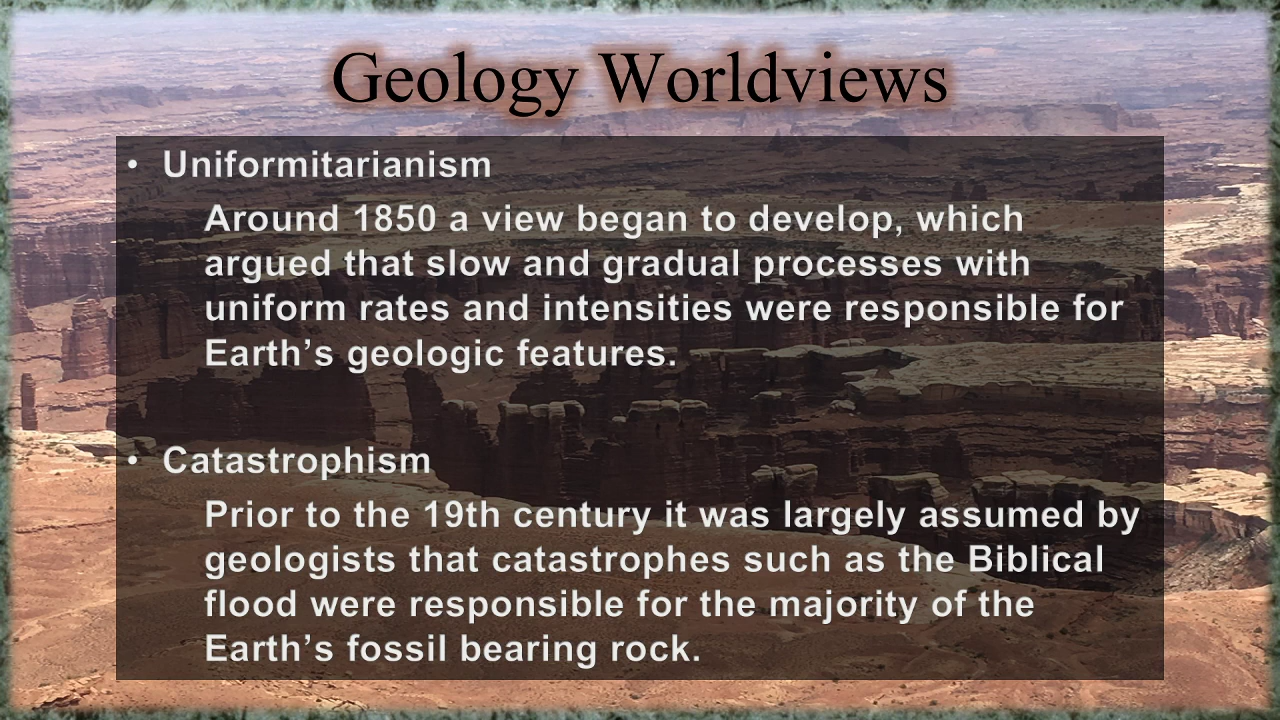 Geology Worldviews
• Uniformitarianism
Around 1850 a view began to develop, which
argued that slow and gradual processes with
uniform rates and intensities were responsible for
Earth’s geologic features.
• Catastrophism
Prior to the 19th century it was largely assumed by
geologists that catastrophes such as the Biblical
flood were responsible for the majority of the
Earth’s fossil bearing rock.